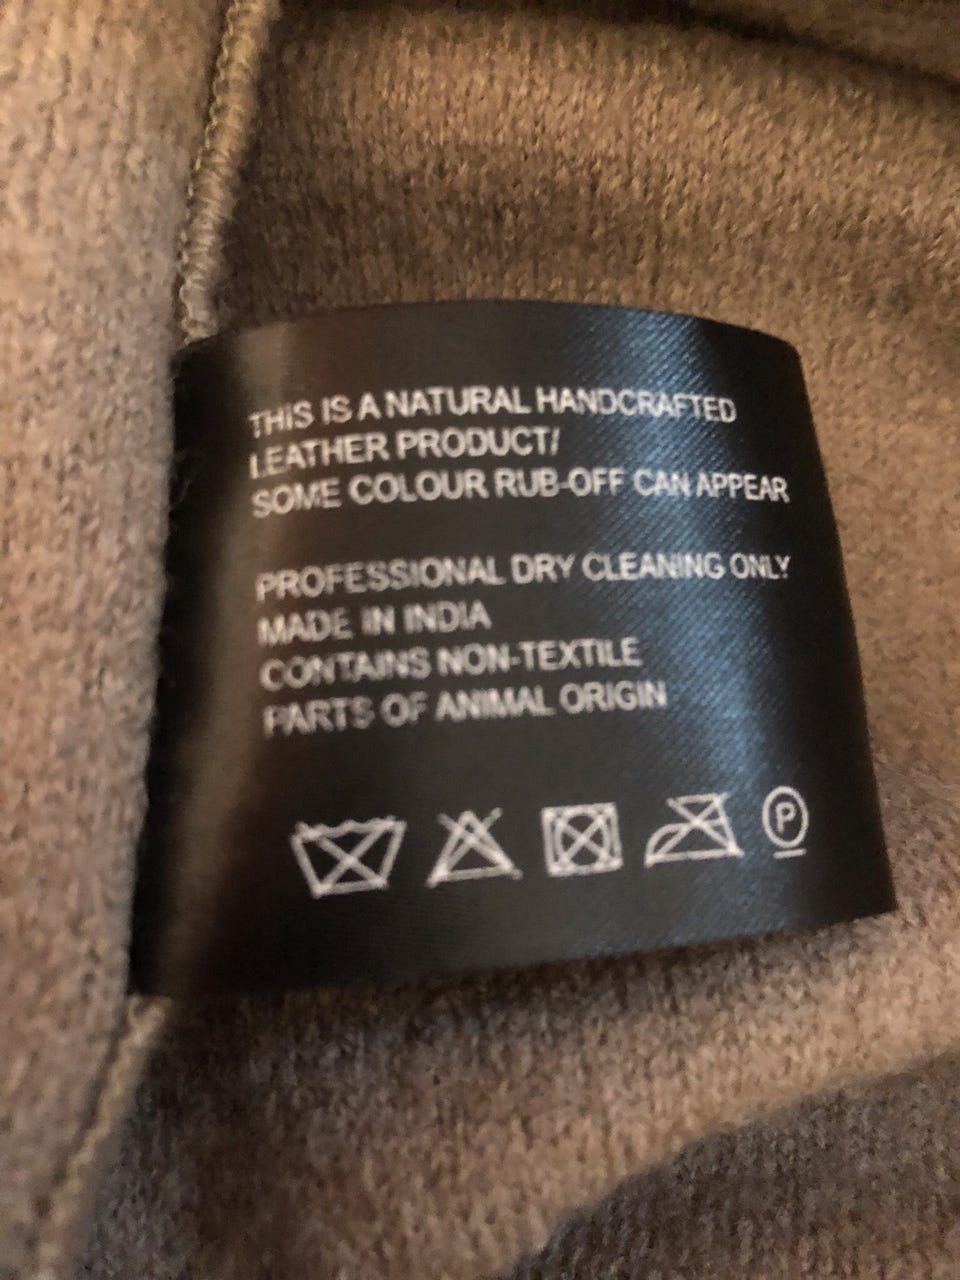 THIS IS A NATURAL HANDCRAFTED
LEATHER PRODUCT/
SOME COLOUR RUB-OFF CAN APPEAR
PROFESSIONAL DRY CLEANING ONLY
MADE IN INDIA
CONTAINS NON-TEXTILE
PARTS OF ANIMAL ORIGIN
P